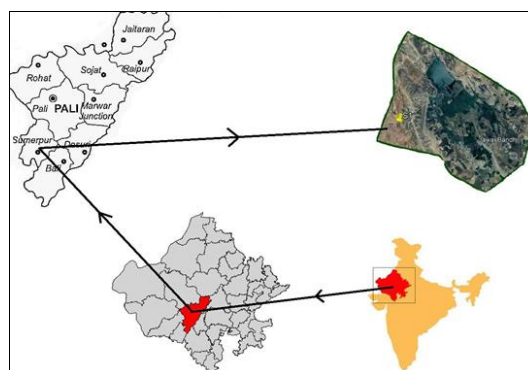 Jaitaran
Rohat
Sojat
Raipur
Pali
PALI
Marwar
Junction
Sumerpur
Desuri
Bali